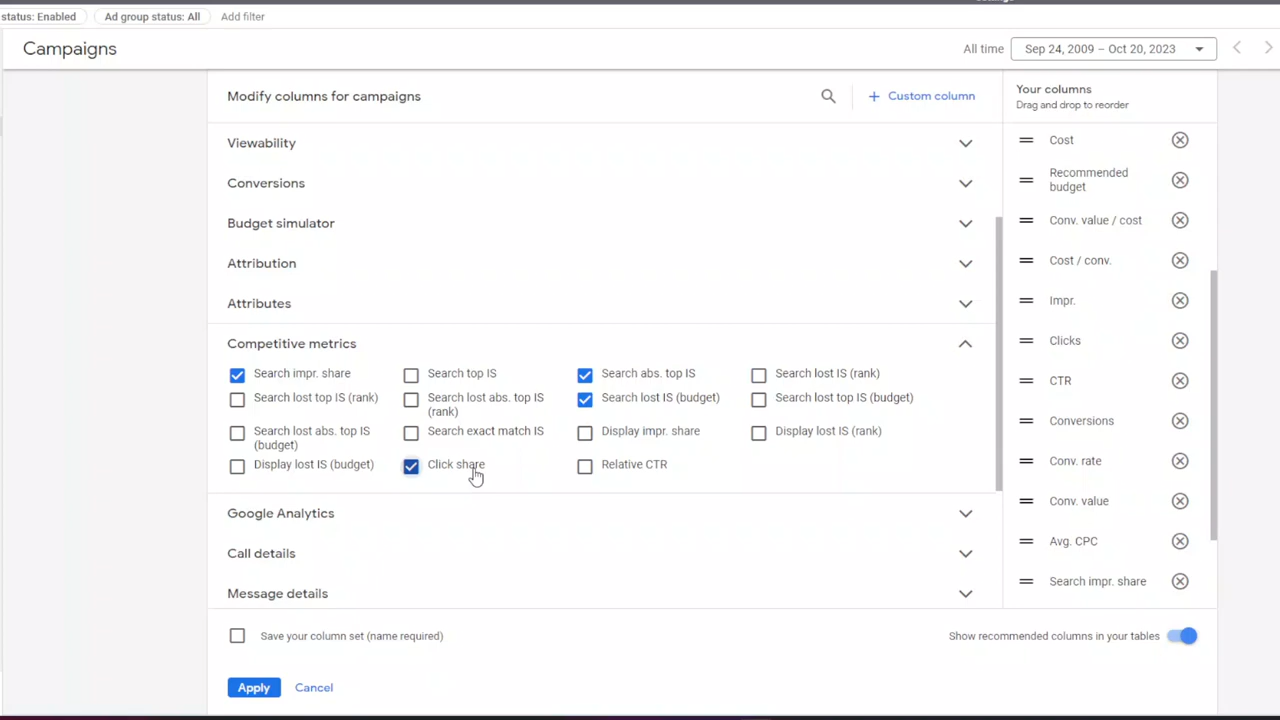 status: Enabled
Ad group status: All
Add filter
Campaigns
All time
Sep 24, 2009 – Oct 20, 2023
Modify columns for campaigns
+ Custom column
Your columns
Drag and drop to reorder
Viewability
Conversions
Budget simulator
Attribution
Attributes
Competitive metrics
Search impr. share
Search top IS
Search abs. top IS
Search lost IS (rank)
Search lost top IS (rank)
Search lost abs. top IS
(rank)
Search lost IS (budget)
Search lost top IS (budget)
Search lost abs. top IS
(budget)
Search exact match IS
Display impr. share
Display lost IS (rank)
Display lost IS (budget)
Click share
Relative CTR
Google Analytics
Call details
Message details
Cost
Recommended
budget
Conv. value / cost
Cost / conv.
Impr.
Clicks
CTR
Conversions
Conv. rate
Conv. value
Avg. CPC
Search impr. share
Save your column set (name required)
Show recommended columns in your tables
Apply
Cancel